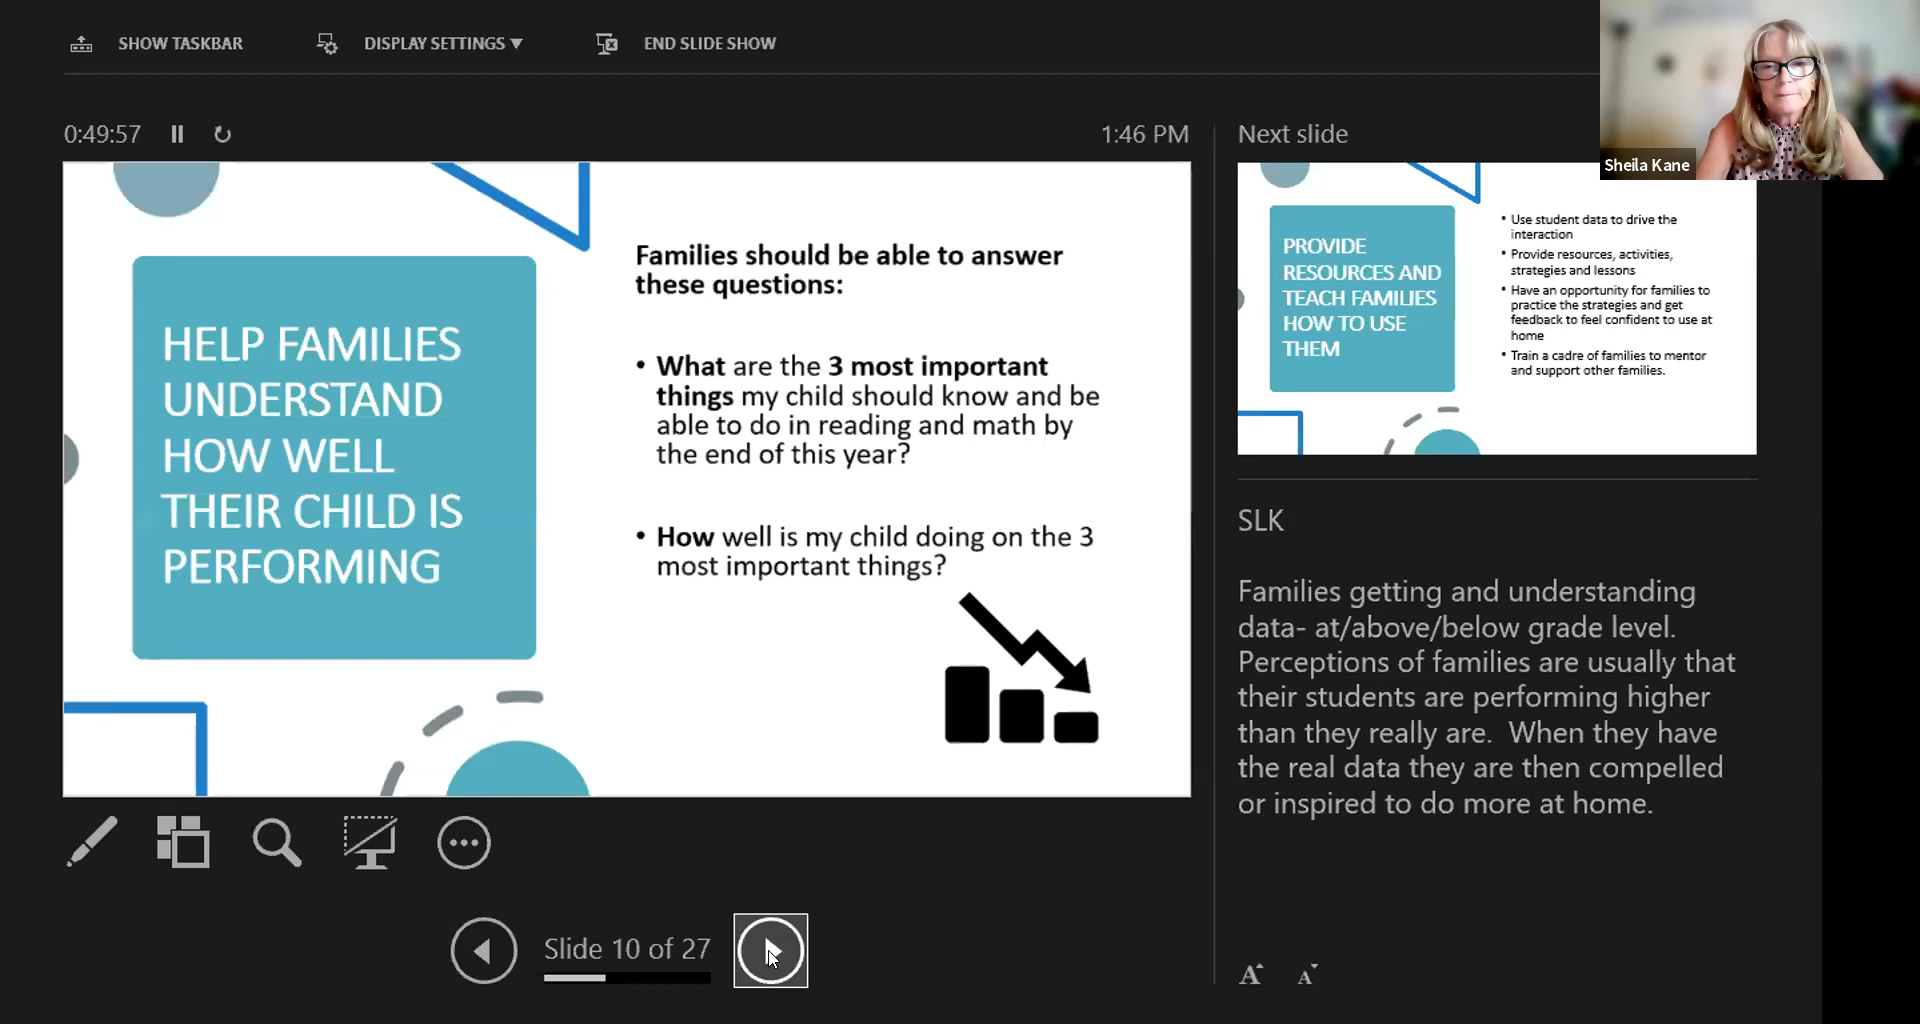 SHOW TASKBAR
DISPLAY SETTINGS
END SLIDE SHOW
Sheila Kane
0:49:57
1:46 PM
HELP FAMILIES
UNDERSTAND
HOW WELL
THEIR CHILD IS
PERFORMING
Families should be able to answer
these questions:
• What are the 3 most important
things my child should know and be
able to do in reading and math by
the end of this year?
• How well is my child doing on the 3
most important things?
Slide 10 of 27
Next slide
PROVIDE
RESOURCES AND
TEACH FAMILIES
HOW TO USE
THEM
• Use student data to drive the
interaction
• Provide resources, activities,
strategies and lessons
• Have an opportunity for families to
practice the strategies and get
feedback to feel confident to use at
home
• Train a cadre of families to mentor
and support other families.
SLK
Families getting and understanding
data- at/above/below grade level.
Perceptions of families are usually that
their students are performing higher
than they really are.  When they have
the real data they are then compelled
or inspired to do more at home.
A A